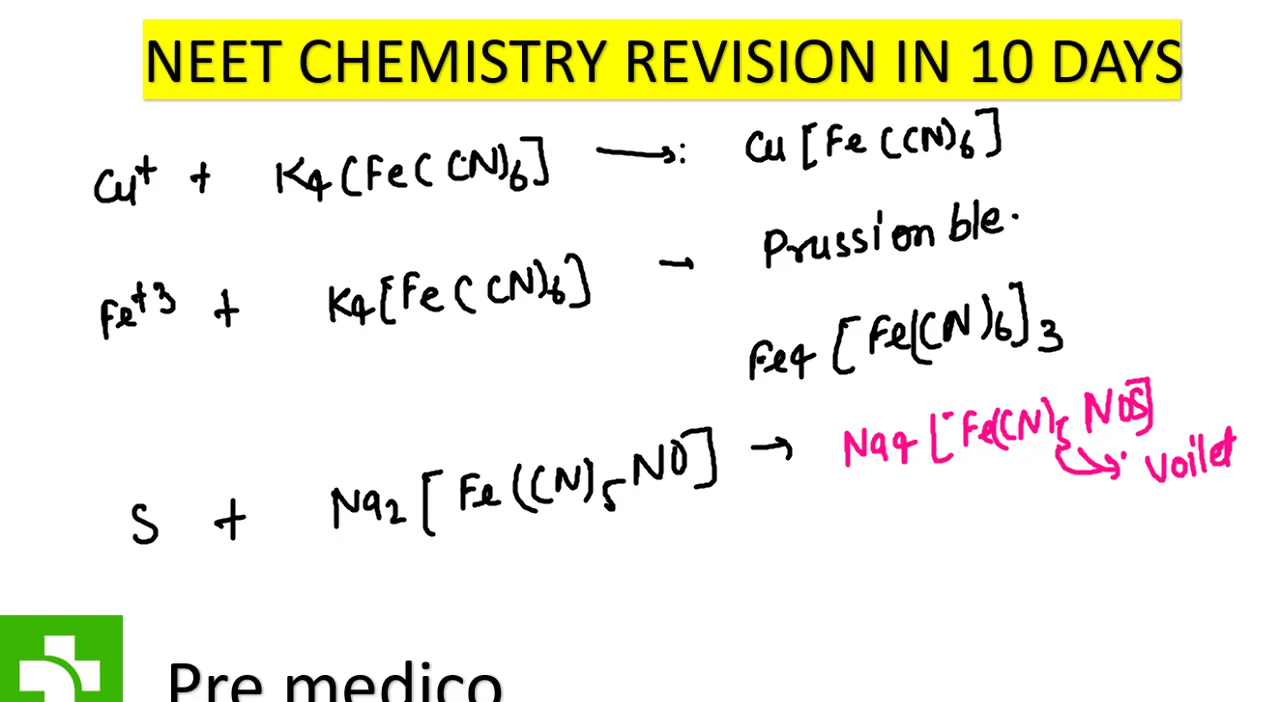 NEET CHEMISTRY REVISION IN 10 DAYS
Cu+ + K4[Fe(CN)6] → Cu[Fe(CN)6]
Fe+3 + K4[Fe(CN)6] → Prussion ble.
Fe4[Fe(CN)6]3
S + Na2[Fe(CN)5NO] → Na4[Fe(CN)5NOS]
→ Voilet
Pre medico